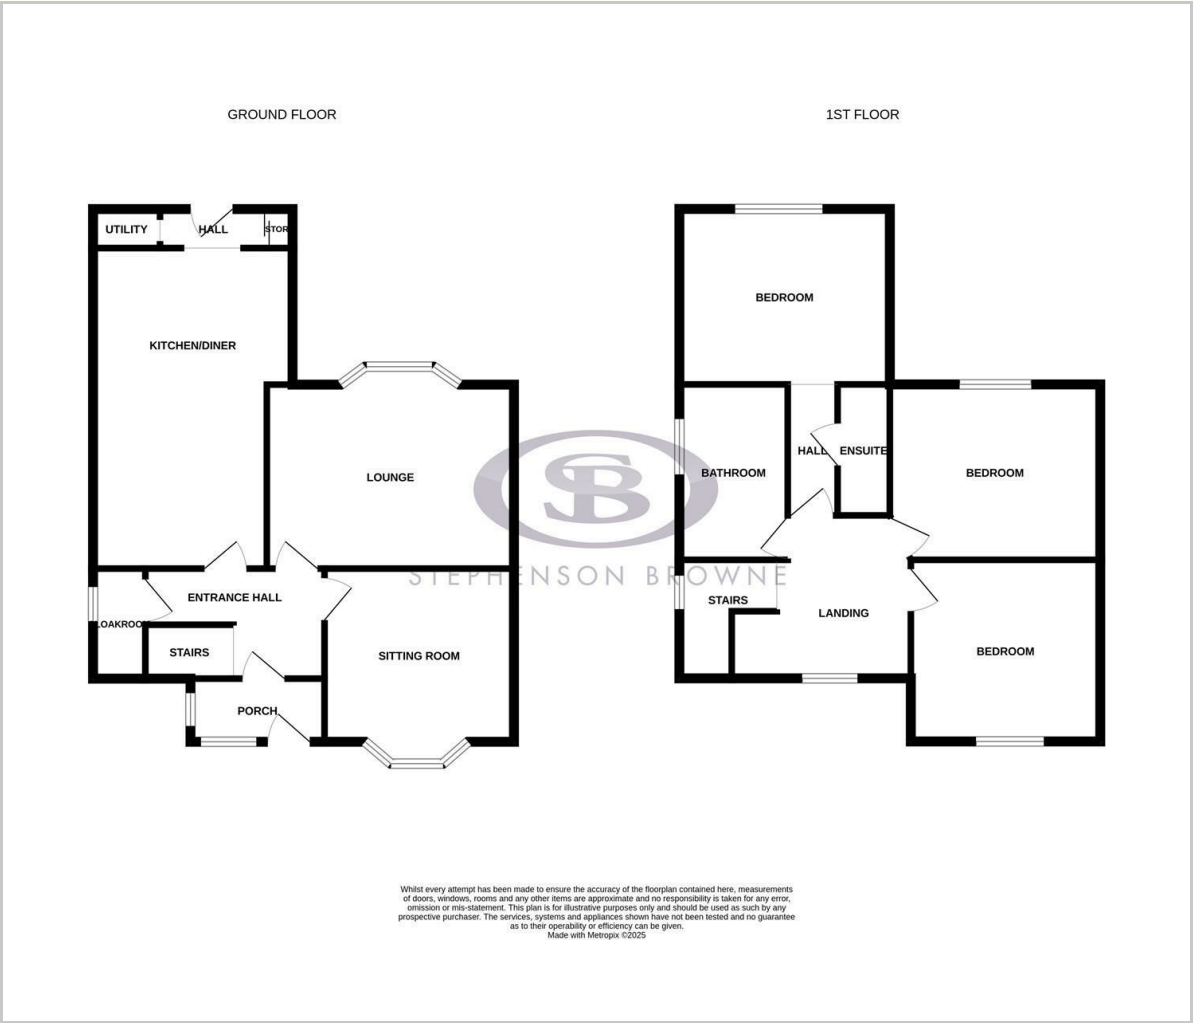 GROUND FLOOR
1ST FLOOR
UTILITY
HALL
STOR
KITCHEN/DINER
LOUNGE
ENTRANCE HALL
LOAKROO
STAIRS
SITTING ROOM
PORCH
BEDROOM
BATHROOM
HALL
ENSUITE
BEDROOM
STAIRS
LANDING
BEDROOM
SB
STEPHENSON BROWNE
Whilst every attempt has been made to ensure the accuracy of the floorplan contained here, measurements
of doors, windows, rooms and any other items are approximate and no responsibility is taken for any error,
omission or mis-statement. This plan is for illustrative purposes only and should be used as such by any
prospective purchaser. The services, systems and appliances shown have not been tested and no guarantee
as to their operability or efficiency can be given.
Made with Metropix ©2025